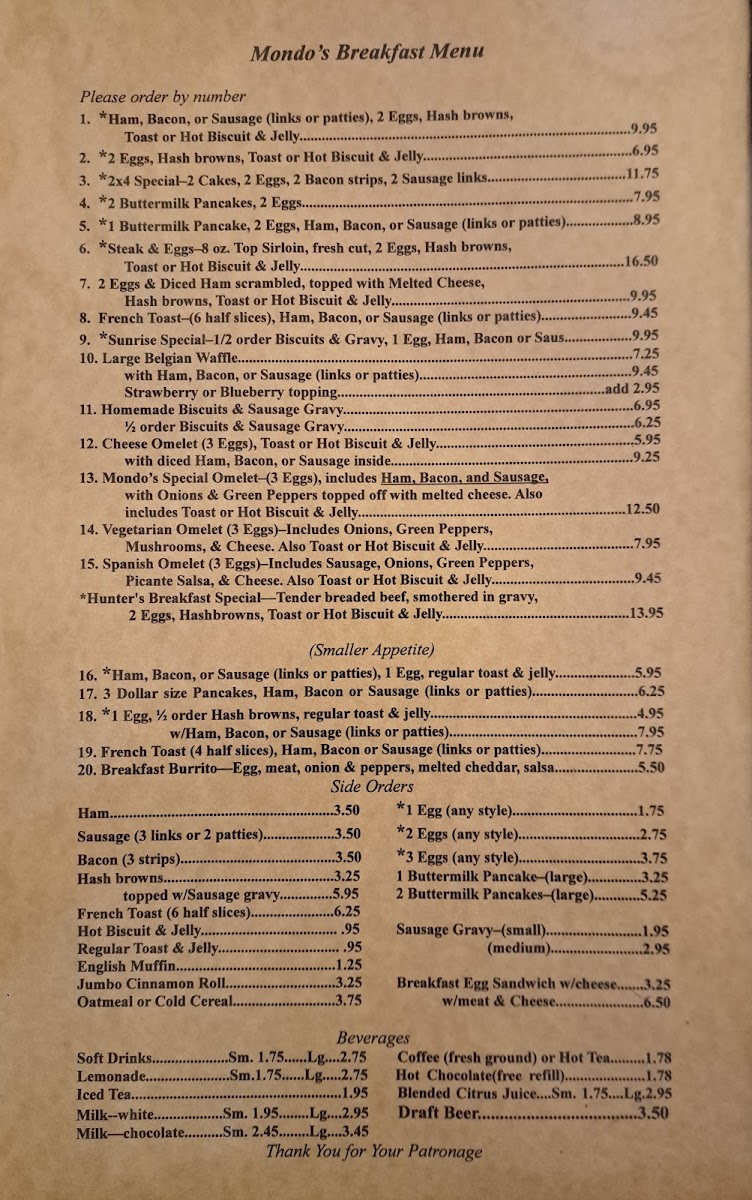 Mondo's Breakfast Menu
Please order by number
1. *Ham, Bacon, or Sausage (links or patties), 2 Eggs, Hash browns,
Toast or Hot Biscuit & Jelly...9.95
2. *2 Eggs, Hash browns, Toast or Hot Biscuit & Jelly...6.95
3. *2x4 Special–2 Cakes, 2 Eggs, 2 Bacon strips, 2 Sausage links...11.75
4. *2 Buttermilk Pancakes, 2 Eggs...7.95
5. *1 Buttermilk Pancake, 2 Eggs, Ham, Bacon, or Sausage (links or patties)...8.95
6. *Steak & Eggs–8 oz. Top Sirloin, fresh cut, 2 Eggs, Hash browns,
Toast or Hot Biscuit & Jelly...16.50
7. 2 Eggs & Diced Ham scrambled, topped with Melted Cheese,
Hash browns, Toast or Hot Biscuit & Jelly...9.95
8. French Toast–(6 half slices), Ham, Bacon, or Sausage (links or patties)...9.45
9. *Sunrise Special–1/2 order Biscuits & Gravy, 1 Egg, Ham, Bacon or Saus...9.95
10. Large Belgian Waffle...7.25
with Ham, Bacon, or Sausage (links or patties)...9.45
Strawberry or Blueberry topping...add 2.95
11. Homemade Biscuits & Sausage Gravy...6.95
½ order Biscuits & Sausage Gravy...6.25
12. Cheese Omelet (3 Eggs), Toast or Hot Biscuit & Jelly...5.95
with diced Ham, Bacon, or Sausage inside...9.25
13. Mondo's Special Omelet–(3 Eggs), includes Ham, Bacon, and Sausage,
with Onions & Green Peppers topped off with melted cheese. Also
includes Toast or Hot Biscuit & Jelly...12.50
14. Vegetarian Omelet (3 Eggs)–Includes Onions, Green Peppers,
Mushrooms, & Cheese. Also Toast or Hot Biscuit & Jelly...7.95
15. Spanish Omelet (3 Eggs)–Includes Sausage, Onions, Green Peppers,
Picante Salsa, & Cheese. Also Toast or Hot Biscuit & Jelly...9.45
*Hunter's Breakfast Special—Tender breaded beef, smothered in gravy,
2 Eggs, Hashbrowns, Toast or Hot Biscuit & Jelly...13.95
(Smaller Appetite)
16. *Ham, Bacon, or Sausage (links or patties), 1 Egg, regular toast & jelly...5.95
17. 3 Dollar size Pancakes, Ham, Bacon or Sausage (links or patties)...6.25
18. *1 Egg, ½ order Hash browns, regular toast & jelly...4.95
w/Ham, Bacon, or Sausage (links or patties)...7.95
19. French Toast (4 half slices), Ham, Bacon or Sausage (links or patties)...7.75
20. Breakfast Burrito—Egg, meat, onion & peppers, melted cheddar, salsa...5.50
Side Orders
Ham...3.50
Sausage (3 links or 2 patties)...3.50
Bacon (3 strips)...3.50
Hash browns...3.25
topped w/Sausage gravy...5.95
French Toast (6 half slices)...6.25
Hot Biscuit & Jelly... .95
Regular Toast & Jelly... .95
English Muffin...1.25
Jumbo Cinnamon Roll...3.25
Oatmeal or Cold Cereal...3.75
*1 Egg (any style)...1.75
*2 Eggs (any style)...2.75
*3 Eggs (any style)...3.75
1 Buttermilk Pancake–(large)...3.25
2 Buttermilk Pancakes–(large)...5.25
Sausage Gravy–(small)...1.95
(medium)...2.95
Breakfast Egg Sandwich w/cheese...3.25
w/meat & Cheese...6.50
Beverages
Soft Drinks...Sm. 1.75...Lg...2.75
Lemonade...Sm.1.75...Lg...2.75
Iced Tea...1.95
Milk--white...Sm. 1.95...Lg...2.95
Milk—chocolate...Sm. 2.45...Lg...3.45
Coffee (fresh ground) or Hot Tea...1.78
Hot Chocolate(free refill)...1.78
Blended Citrus Juice...Sm. 1.75...Lg.2.95
Draft Beer...3.50
Thank You for Your Patronage